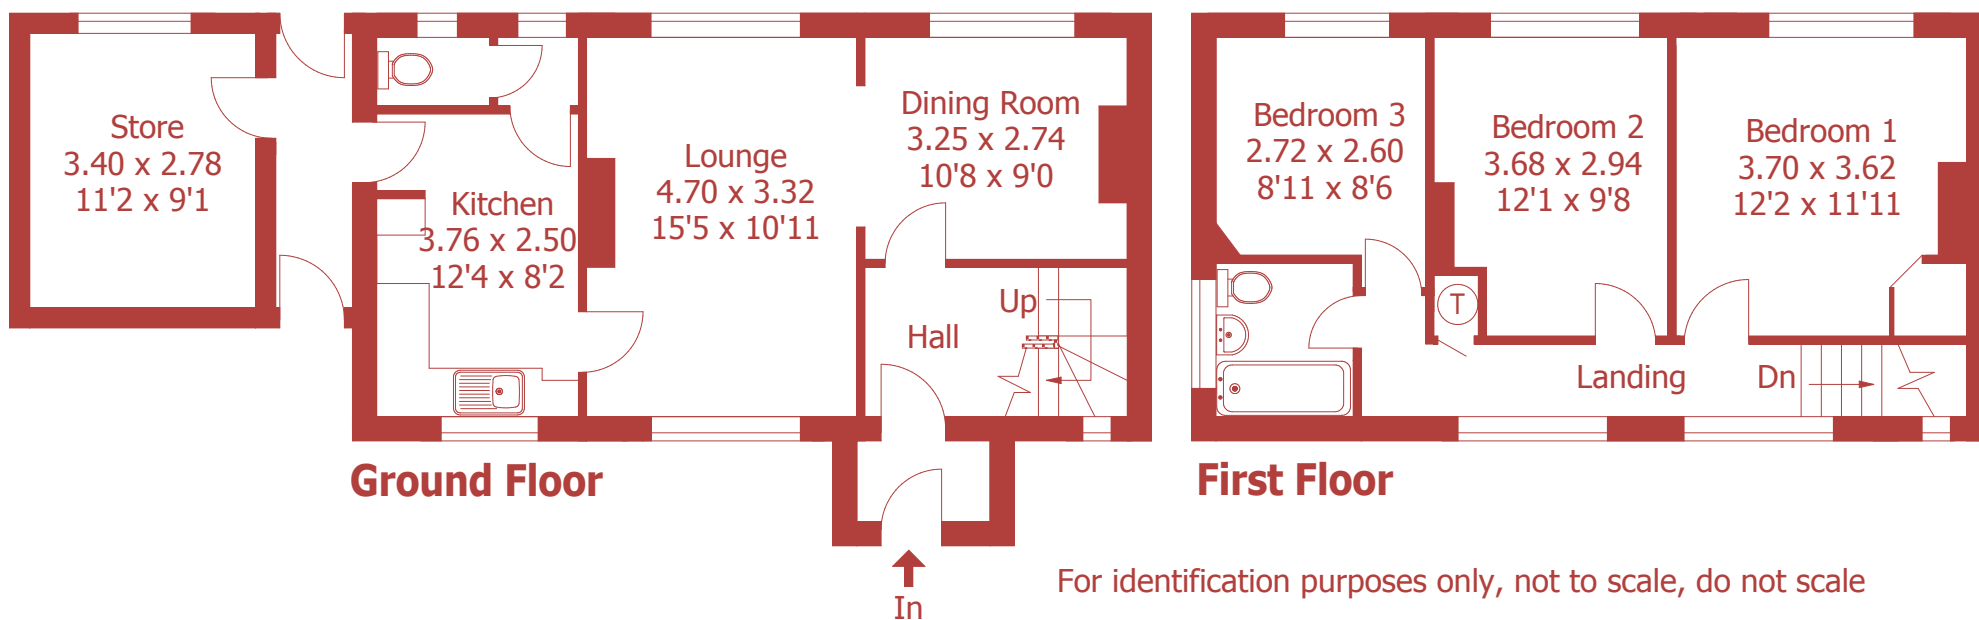 Store
3.40 x 2.78
11'2 x 9'1
Kitchen
3.76 x 2.50
12'4 x 8'2
Lounge
4.70 x 3.32
15'5 x 10'11
Dining Room
3.25 x 2.74
10'8 x 9'0
Hall
Up
In
Ground Floor
Bedroom 3
2.72 x 2.60
8'11 x 8'6
Bedroom 2
3.68 x 2.94
12'1 x 9'8
Bedroom 1
3.70 x 3.62
12'2 x 11'11
T
Landing
Dn
First Floor
For identification purposes only, not to scale, do not scale